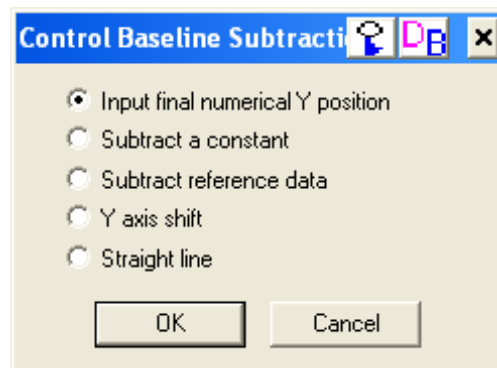 Control Baseline Subtracti
DB
Input final numerical Y position
Subtract a constant
Subtract reference data
Y axis shift
Straight line
OK
Cancel